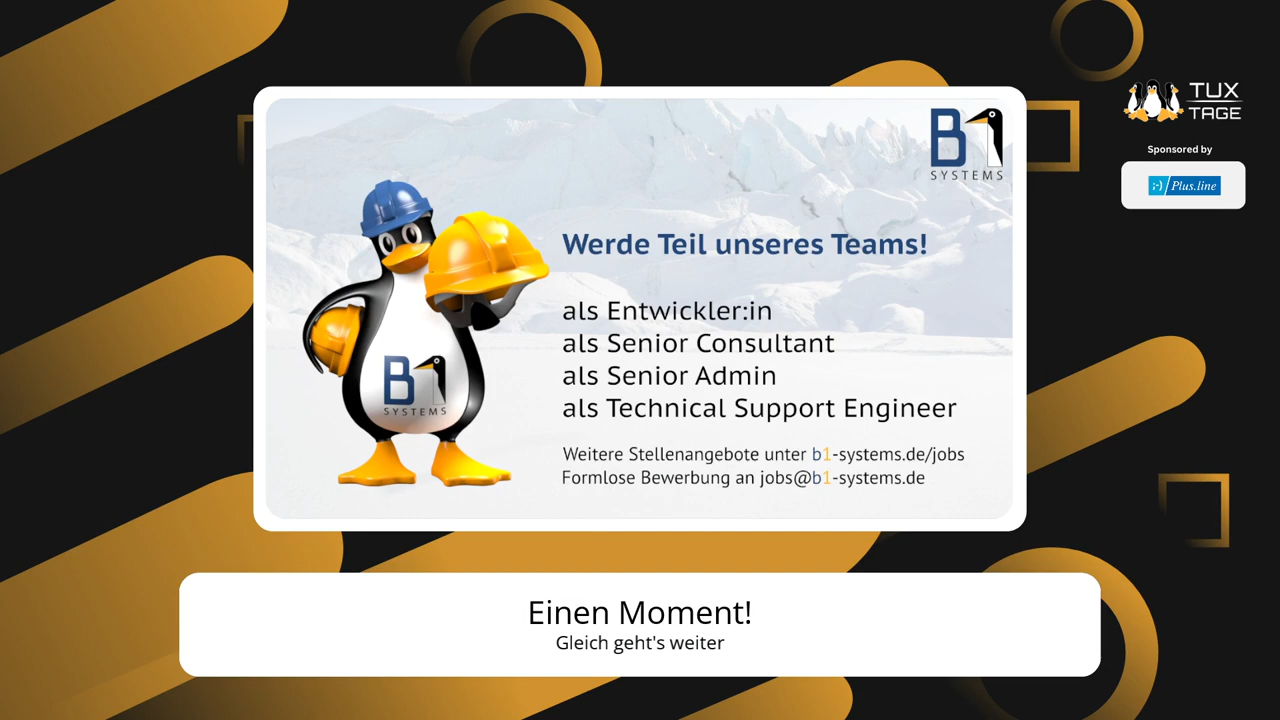 TUX
TAGE
Sponsored by
;-) Plus.line
B1
SYSTEMS
Werde Teil unseres Teams!
als Entwickler:in
als Senior Consultant
als Senior Admin
als Technical Support Engineer
Weitere Stellenangebote unter b1-systems.de/jobs
Formlose Bewerbung an jobs@b1-systems.de
B1
SYSTEMS
Einen Moment!
Gleich geht's weiter